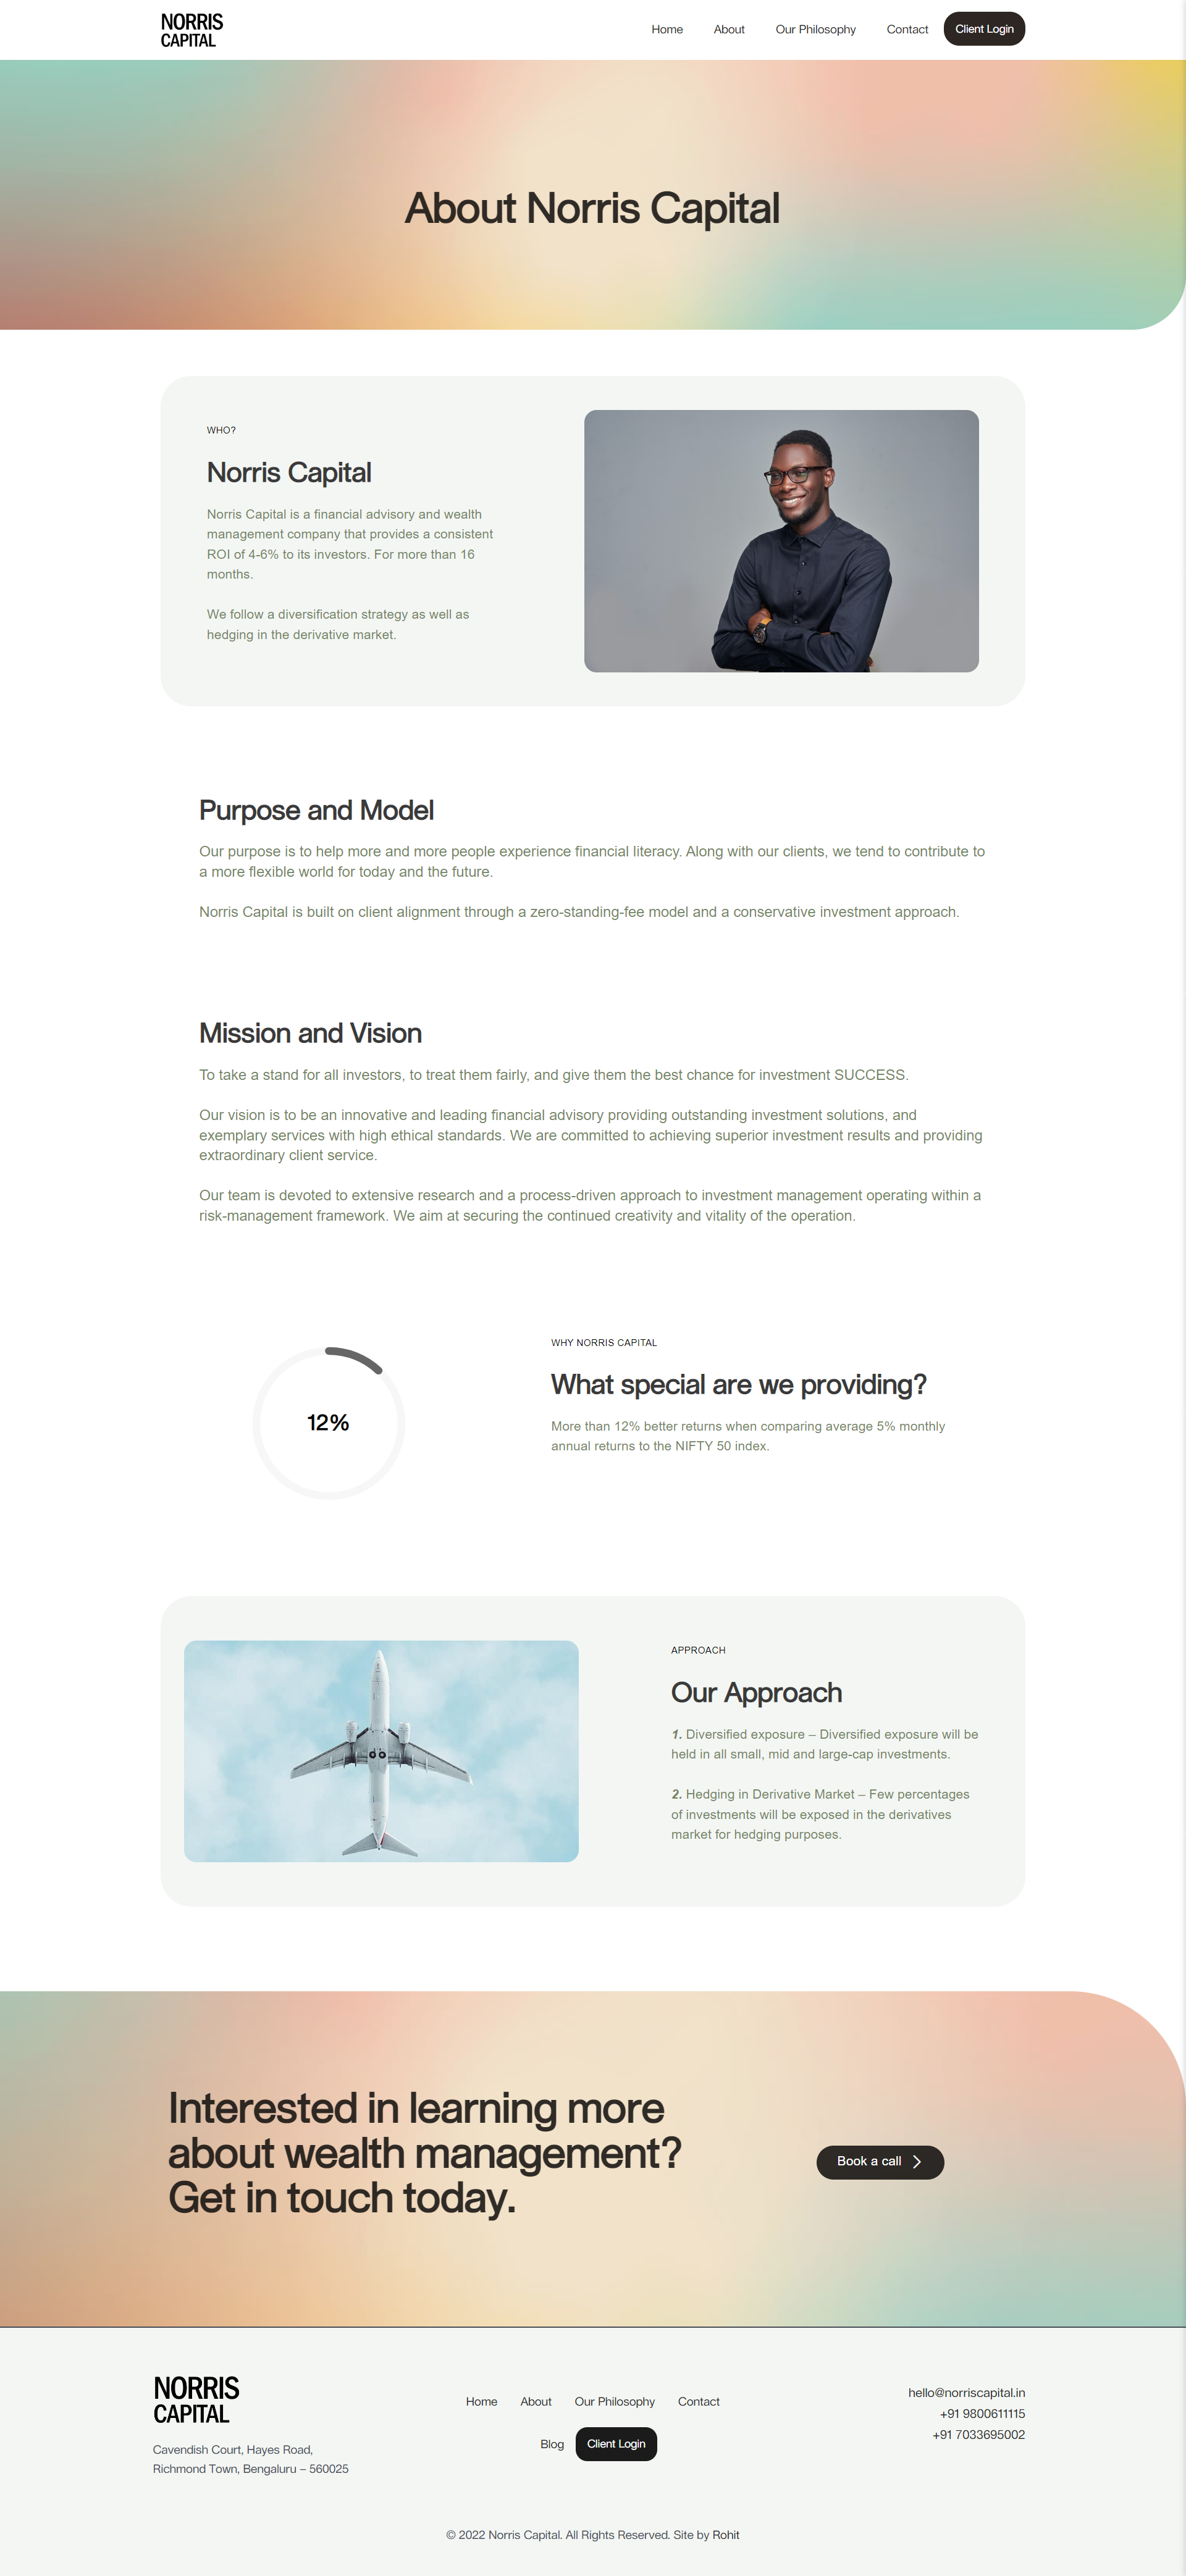 NORRIS
CAPITAL
Home
About
Our Philosophy
Contact
Client Login
About Norris Capital
WHO?
Norris Capital
Norris Capital is a financial advisory and wealth
management company that provides a consistent
ROI of 4-6% to its investors. For more than 16
months.
We follow a diversification strategy as well as
hedging in the derivative market.
Purpose and Model
Our purpose is to help more and more people experience financial literacy. Along with our clients, we tend to contribute to
a more flexible world for today and the future.
Norris Capital is built on client alignment through a zero-standing-fee model and a conservative investment approach.
Mission and Vision
To take a stand for all investors, to treat them fairly, and give them the best chance for investment SUCCESS.
Our vision is to be an innovative and leading financial advisory providing outstanding investment solutions, and
exemplary services with high ethical standards. We are committed to achieving superior investment results and providing
extraordinary client service.
Our team is devoted to extensive research and a process-driven approach to investment management operating within a
risk-management framework. We aim at securing the continued creativity and vitality of the operation.
12%
WHY NORRIS CAPITAL
What special are we providing?
More than 12% better returns when comparing average 5% monthly
annual returns to the NIFTY 50 index.
APPROACH
Our Approach
1. Diversified exposure – Diversified exposure will be
held in all small, mid and large-cap investments.
2. Hedging in Derivative Market – Few percentages
of investments will be exposed in the derivatives
market for hedging purposes.
Interested in learning more
about wealth management?
Get in touch today.
Book a call
NORRIS
CAPITAL
Cavendish Court, Hayes Road,
Richmond Town, Bengaluru – 560025
Home
About
Our Philosophy
Contact
Blog
Client Login
hello@norriscapital.in
+91 9800611115
+91 7033695002
© 2022 Norris Capital. All Rights Reserved. Site by Rohit